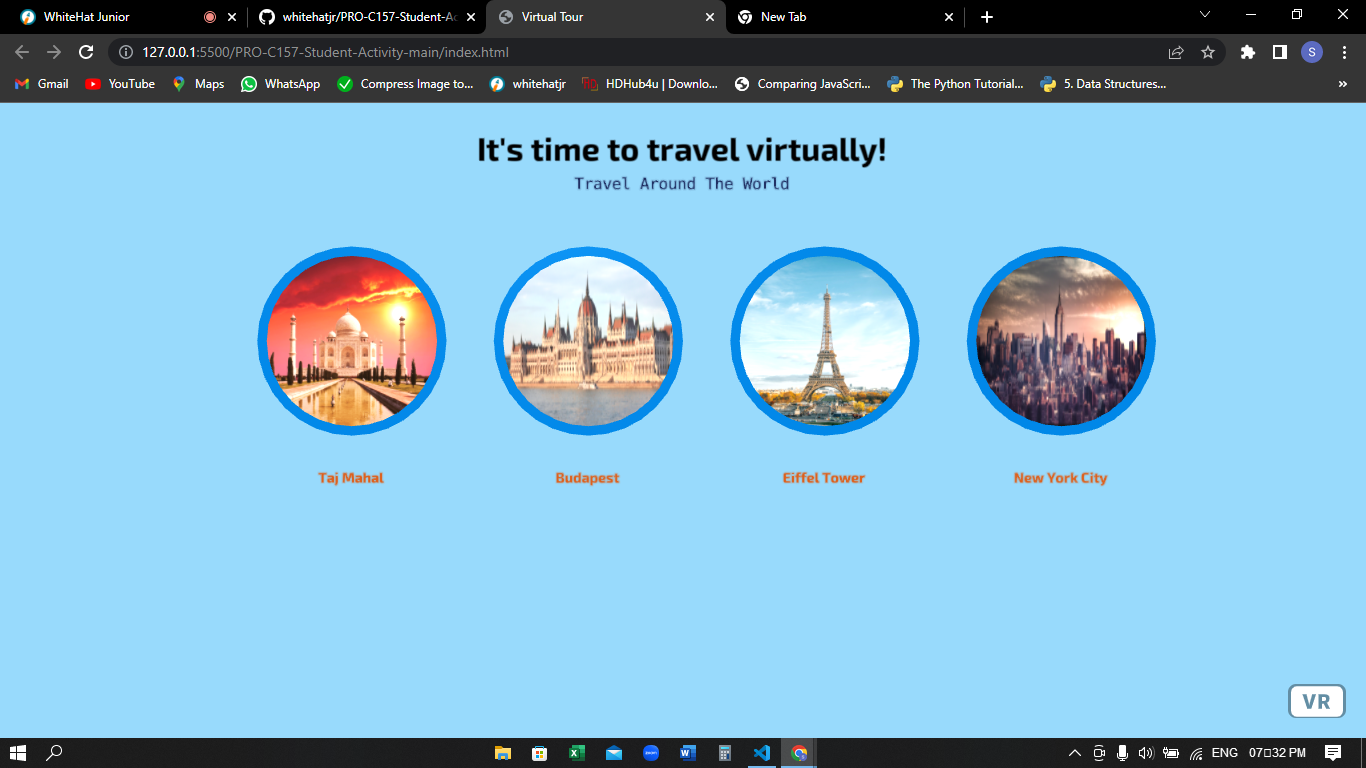 WhiteHat Junior
whitehatjr/PRO-C157-Student-Ac
Virtual Tour
New Tab
127.0.0.1:5500/PRO-C157-Student-Activity-main/index.html
S
Gmail
YouTube
Maps
WhatsApp
Compress Image to...
whitehatjr
HDHub4u | Downlo...
Comparing JavaScri...
The Python Tutorial...
5. Data Structures...
»
It's time to travel virtually!
Travel Around The World
Taj Mahal
Budapest
Eiffel Tower
New York City
VR
ENG
07□32 PM